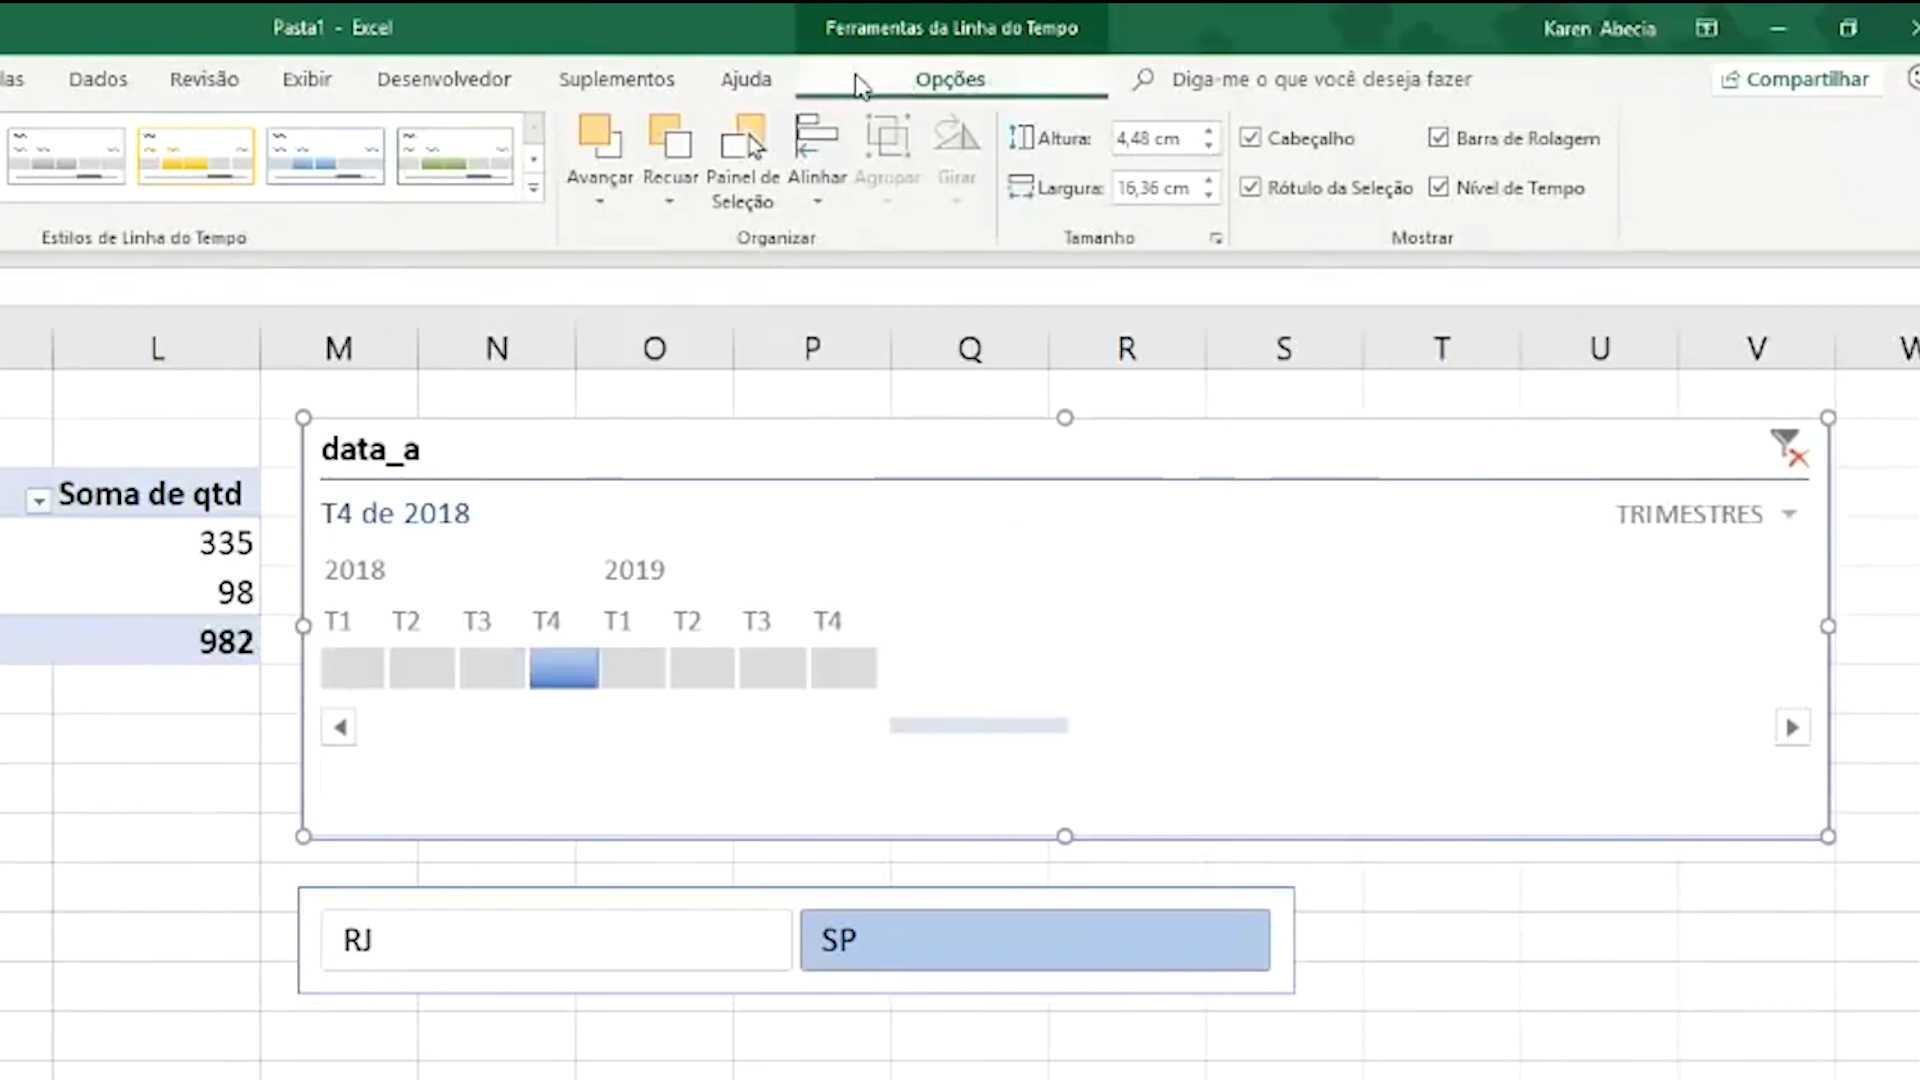 Pasta1 - Excel
Ferramentas da Linha do Tempo
Karen Abecia
las Dados Revisão Exibir Desenvolvedor Suplementos Ajuda Opções Diga-me o que você deseja fazer Compartilhar
Avançar Recuar Painel de Seleção Alinhar Agrupar Girar
Altura: 4,48 cm
Largura: 16,36 cm
Cabeçalho Barra de Rolagem
Rótulo da Seleção Nível de Tempo
Estilos de Linha do Tempo Organizar Tamanho Mostrar
L M N O P Q R S T U V W
data_a
Soma de qtd
T4 de 2018 TRIMESTRES
335
2018 2019
98
T1 T2 T3 T4 T1 T2 T3 T4
982
RJ SP